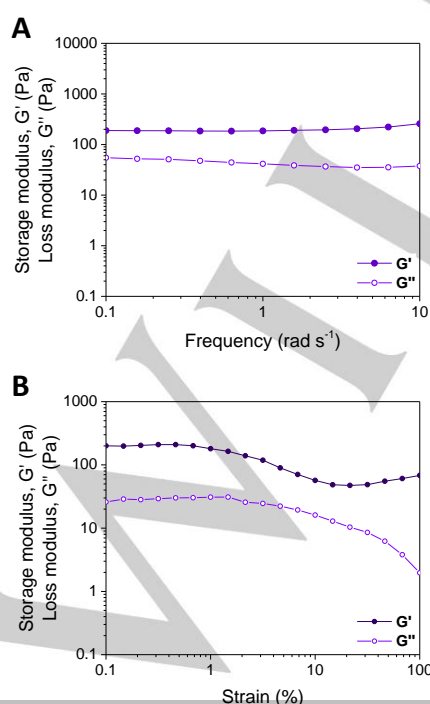 A
Storage modulus, G' (Pa)
Loss modulus, G'' (Pa)
10000
1000
100
10
1
0.1
G'
G''
0.1 1 10
Frequency (rad s⁻¹)
B
Storage modulus, G' (Pa)
Loss modulus, G'' (Pa)
1000
100
10
1
0.1
G'
G''
0.1 1 10 100
Strain (%)